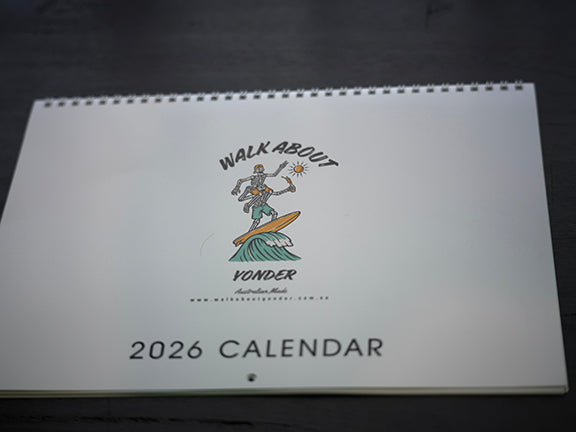 WALK ABOUT
YONDER
Australian Made
www.walkaboutyonder.com.au
2026 CALENDAR